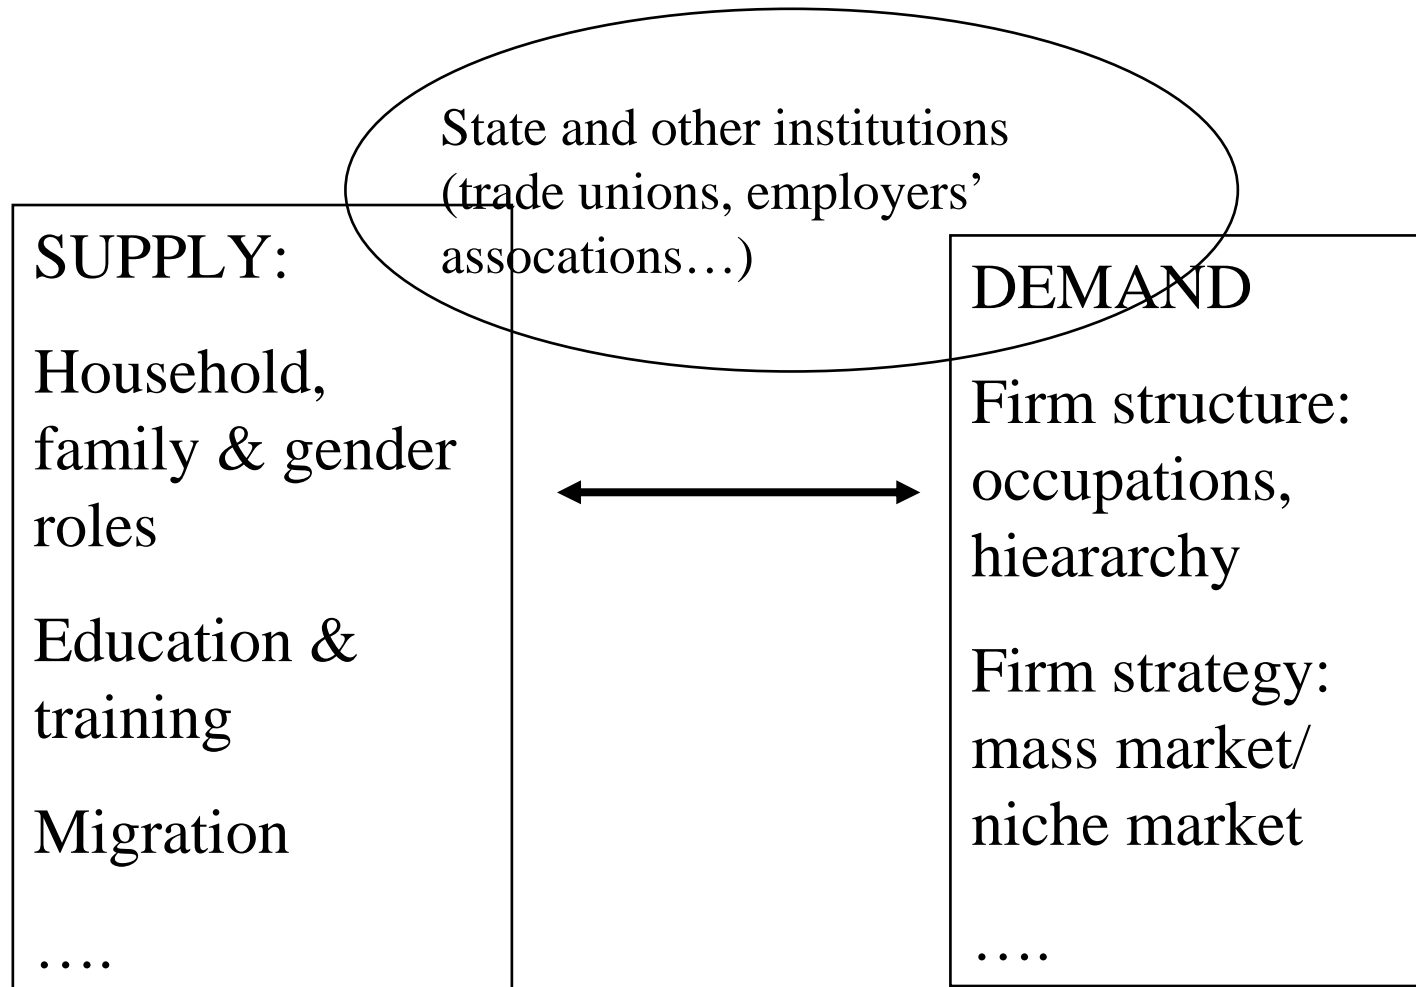 State and other institutions
(trade unions, employers’
assocations…)
SUPPLY:
Household,
family & gender
roles
Education &
training
Migration
….
DEMAND
Firm structure:
occupations,
hieararchy
Firm strategy:
mass market/
niche market
….